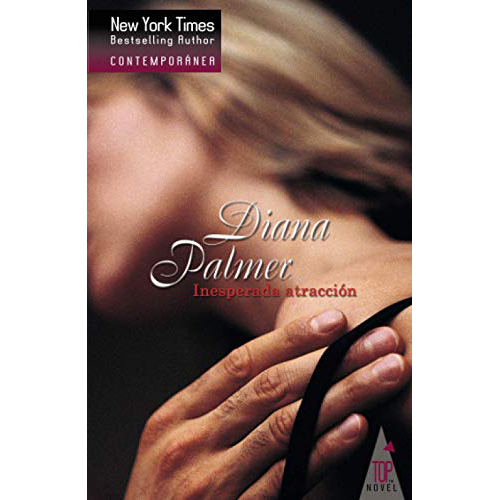 New York Times
Bestselling Author
CONTEMPORÁNEA
Diana
Palmer
Inesperada atracción
TOP
NOVEL